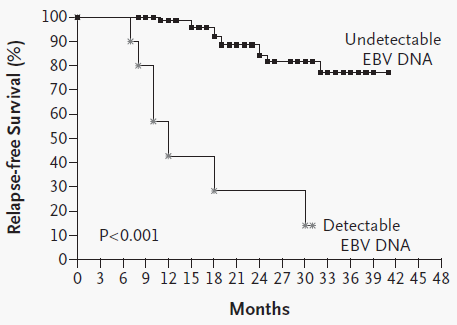 100
90
80
70
60
50
40
30
20
10
0
Relapse-free Survival (%)
Undetectable
EBV DNA
Detectable
EBV DNA
P<0.001
0 3 6 9 12 15 18 21 24 27 30 33 36 39 42 45 48
Months